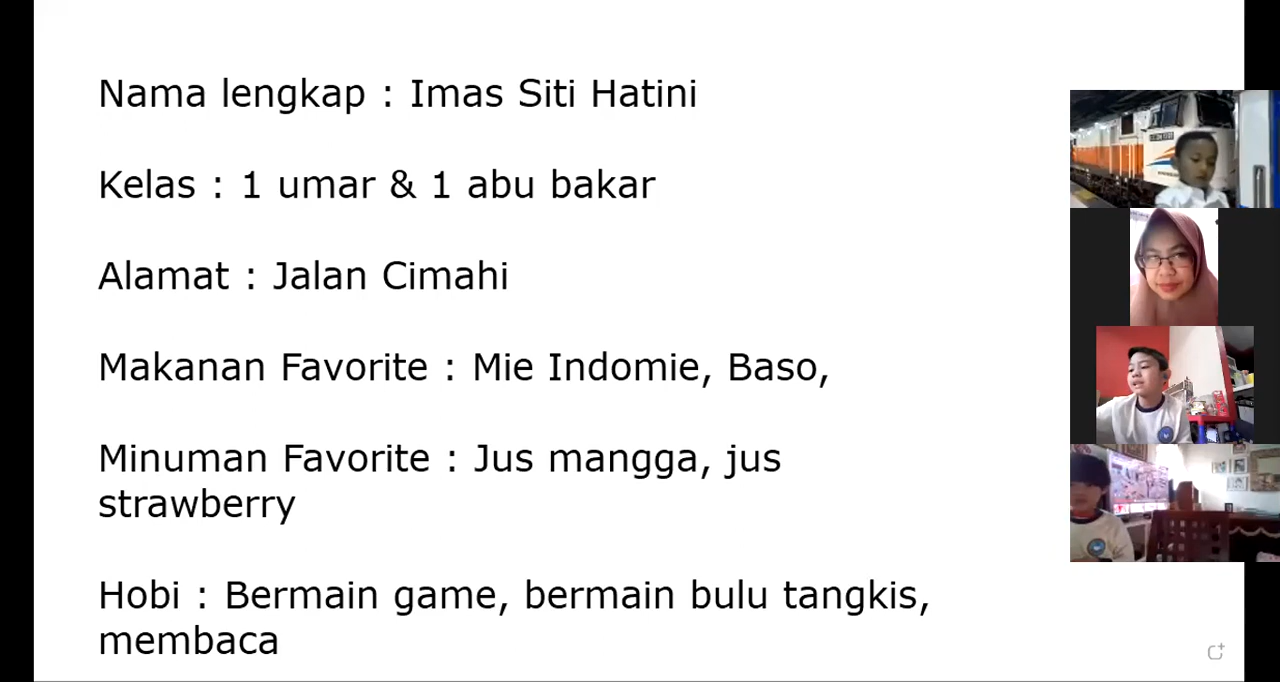 Nama lengkap : Imas Siti Hatini
Kelas : 1 umar & 1 abu bakar
Alamat : Jalan Cimahi
Makanan Favorite : Mie Indomie, Baso,
Minuman Favorite : Jus mangga, jus
strawberry
Hobi : Bermain game, bermain bulu tangkis,
membaca